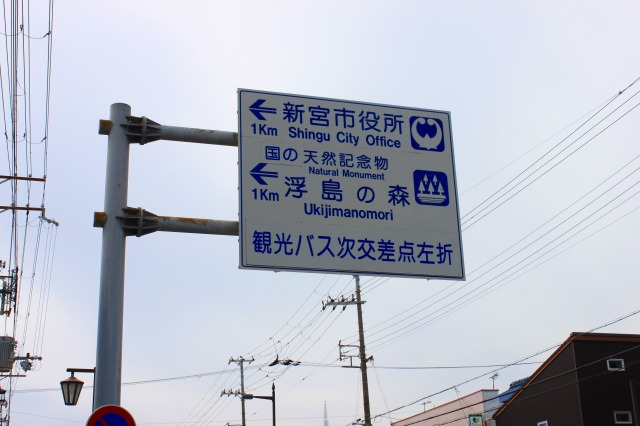 新宮市役所
1Km Shingu City Office
国の天然記念物
Natural Monument
浮島の森
1Km
Ukijimanomori
観光バス次交差点左折